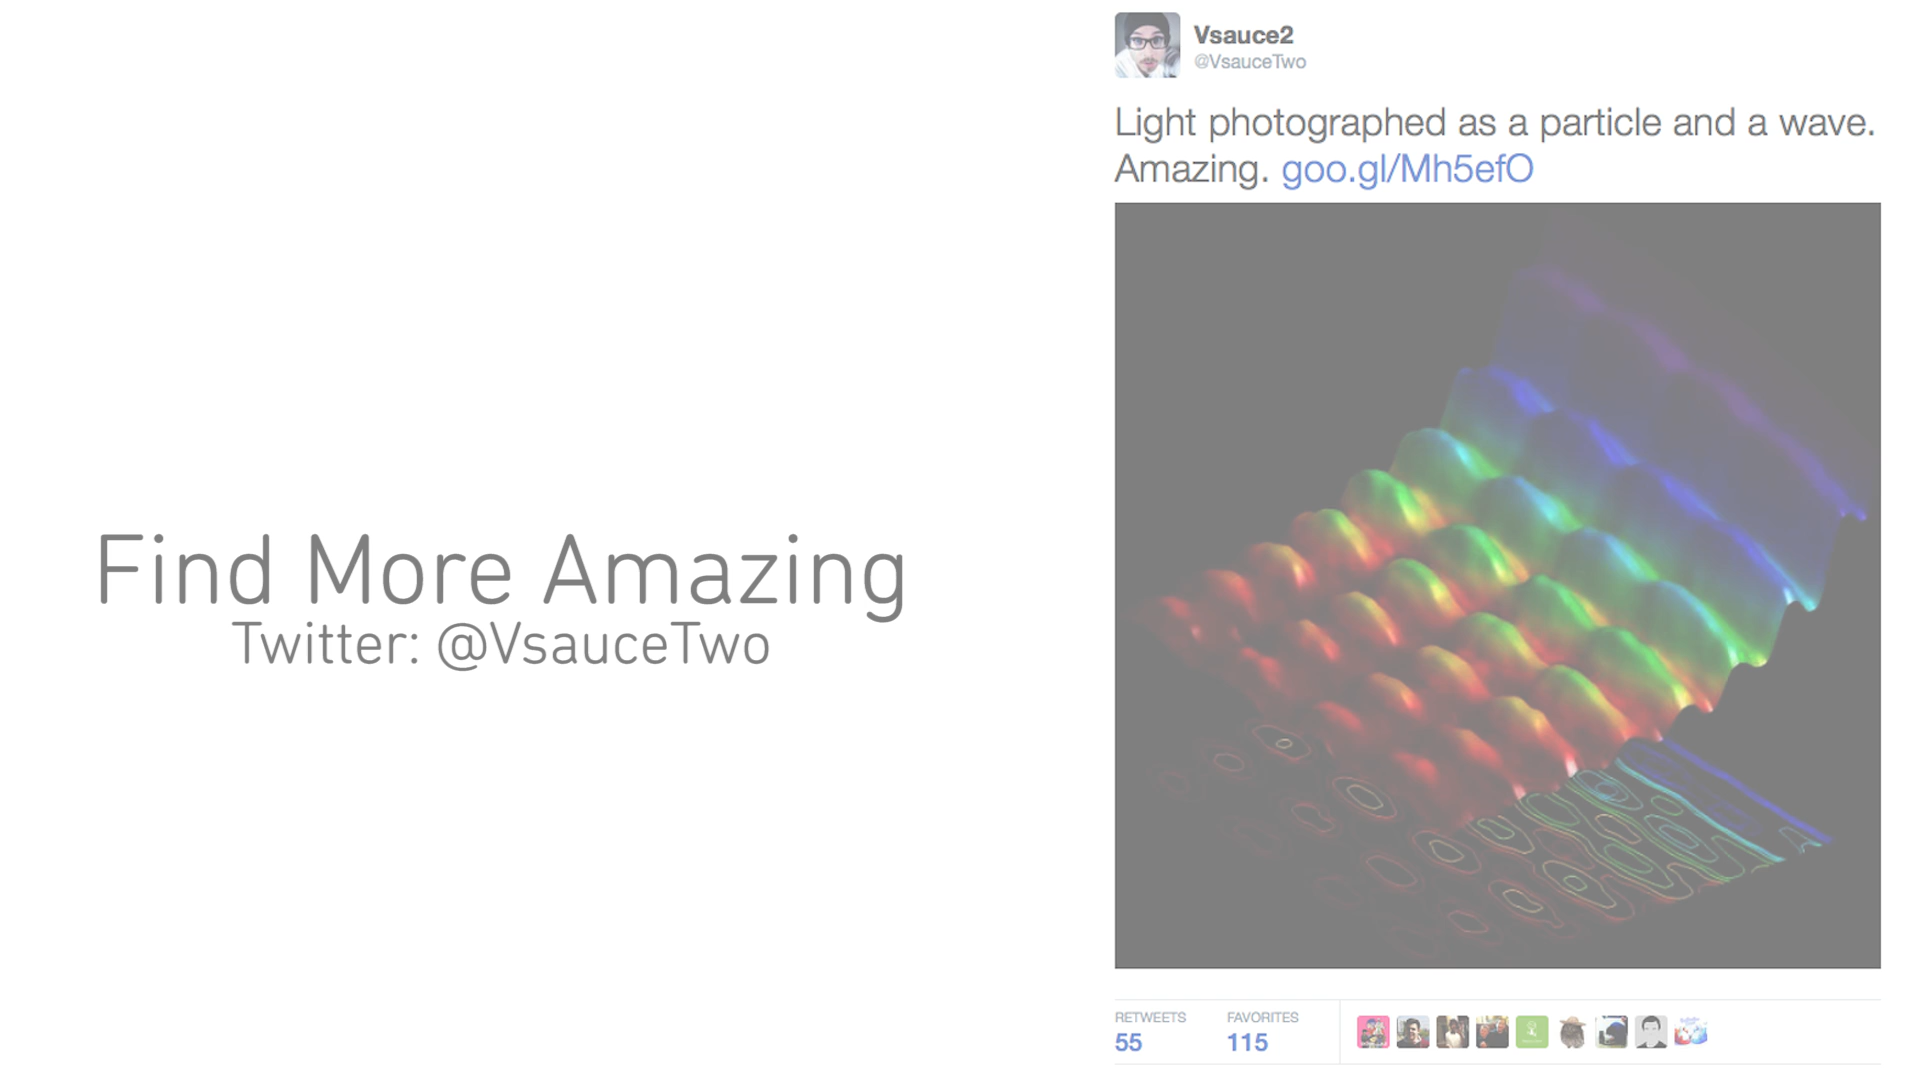 Find More Amazing
Twitter: @VsauceTwo
Vsauce2
@VsauceTwo
Light photographed as a particle and a wave.
Amazing. goo.gl/Mh5efO
RETWEETS
55
FAVORITES
115